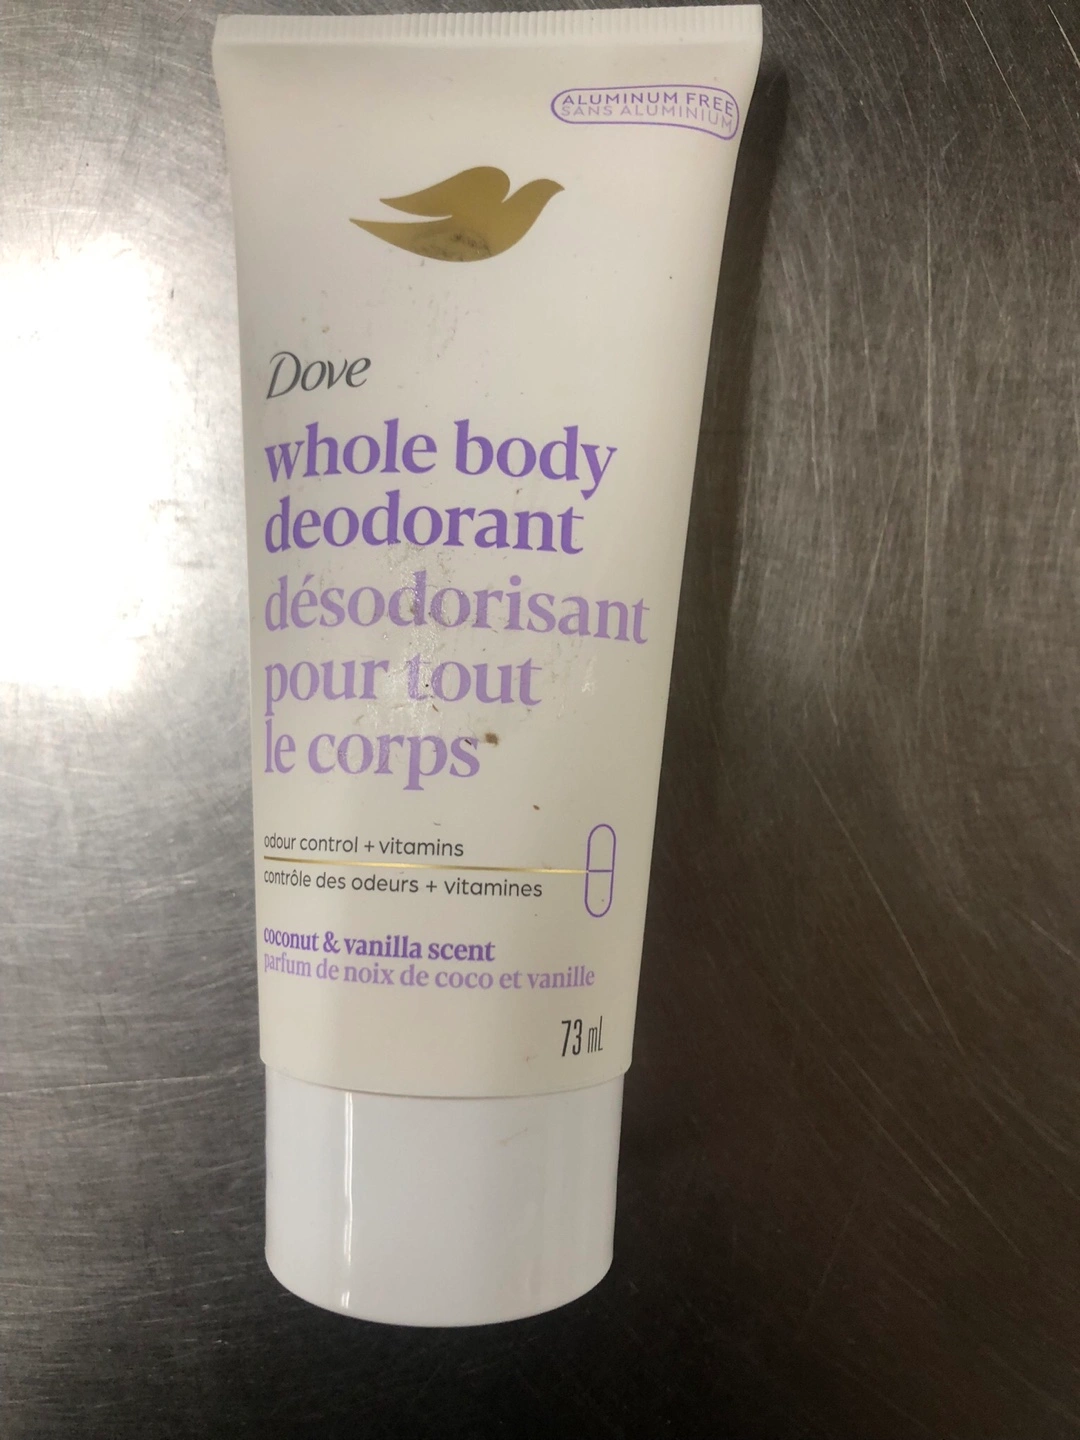 ALUMINUM FREE
SANS ALUMINIUM
Dove
whole body
deodorant
désodorisant
pour tout
le corps
odour control + vitamins
contrôle des odeurs + vitamines
coconut & vanilla scent
parfum de noix de coco et vanille
73 mL